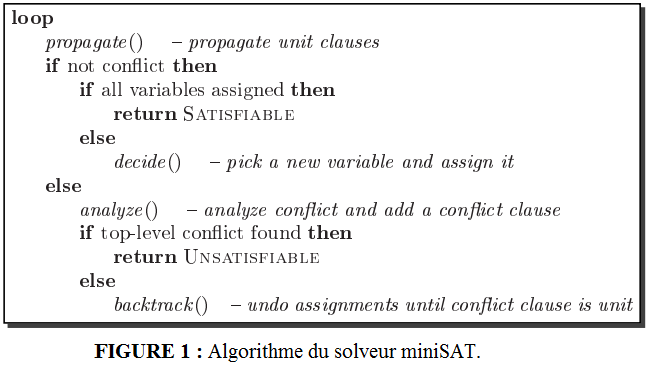 loop
propagate() – propagate unit clauses
if not conflict then
if all variables assigned then
return SATISFIABLE
else
decide() – pick a new variable and assign it
else
analyze() – analyze conflict and add a conflict clause
if top-level conflict found then
return UNSATISFIABLE
else
backtrack() – undo assignments until conflict clause is unit
FIGURE 1 : Algorithme du solveur miniSAT.